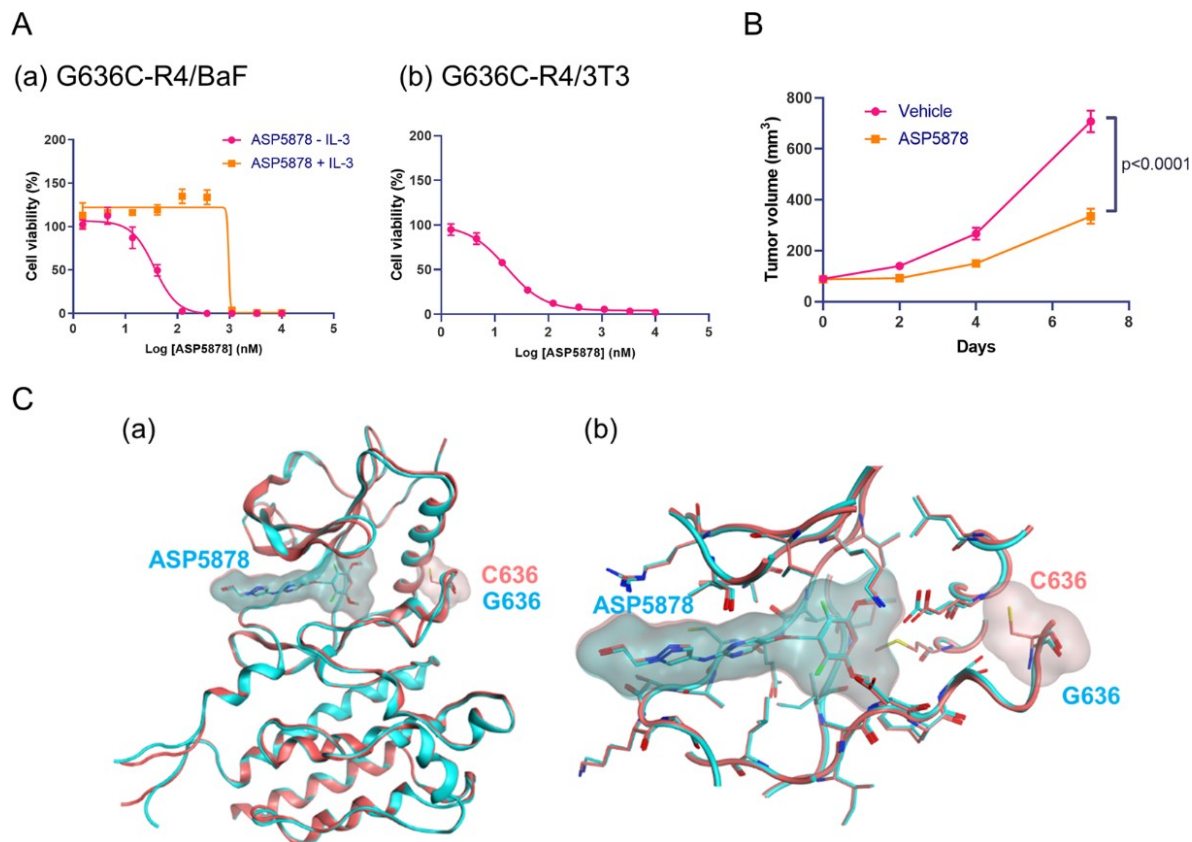 A
(a) G636C-R4/BaF
Cell viability (%)
200
150
100
50
0
0 1 2 3 4 5
Log [ASP5878] (nM)
ASP5878 - IL-3
ASP5878 + IL-3
(b) G636C-R4/3T3
Cell viability (%)
200
150
100
50
0
0 1 2 3 4 5
Log [ASP5878] (nM)
B
Tumor volume (mm³)
800
600
400
200
0
0 2 4 6 8
Days
Vehicle
ASP5878
p<0.0001
C
(a)
ASP5878
C636
G636
(b)
ASP5878
C636
G636